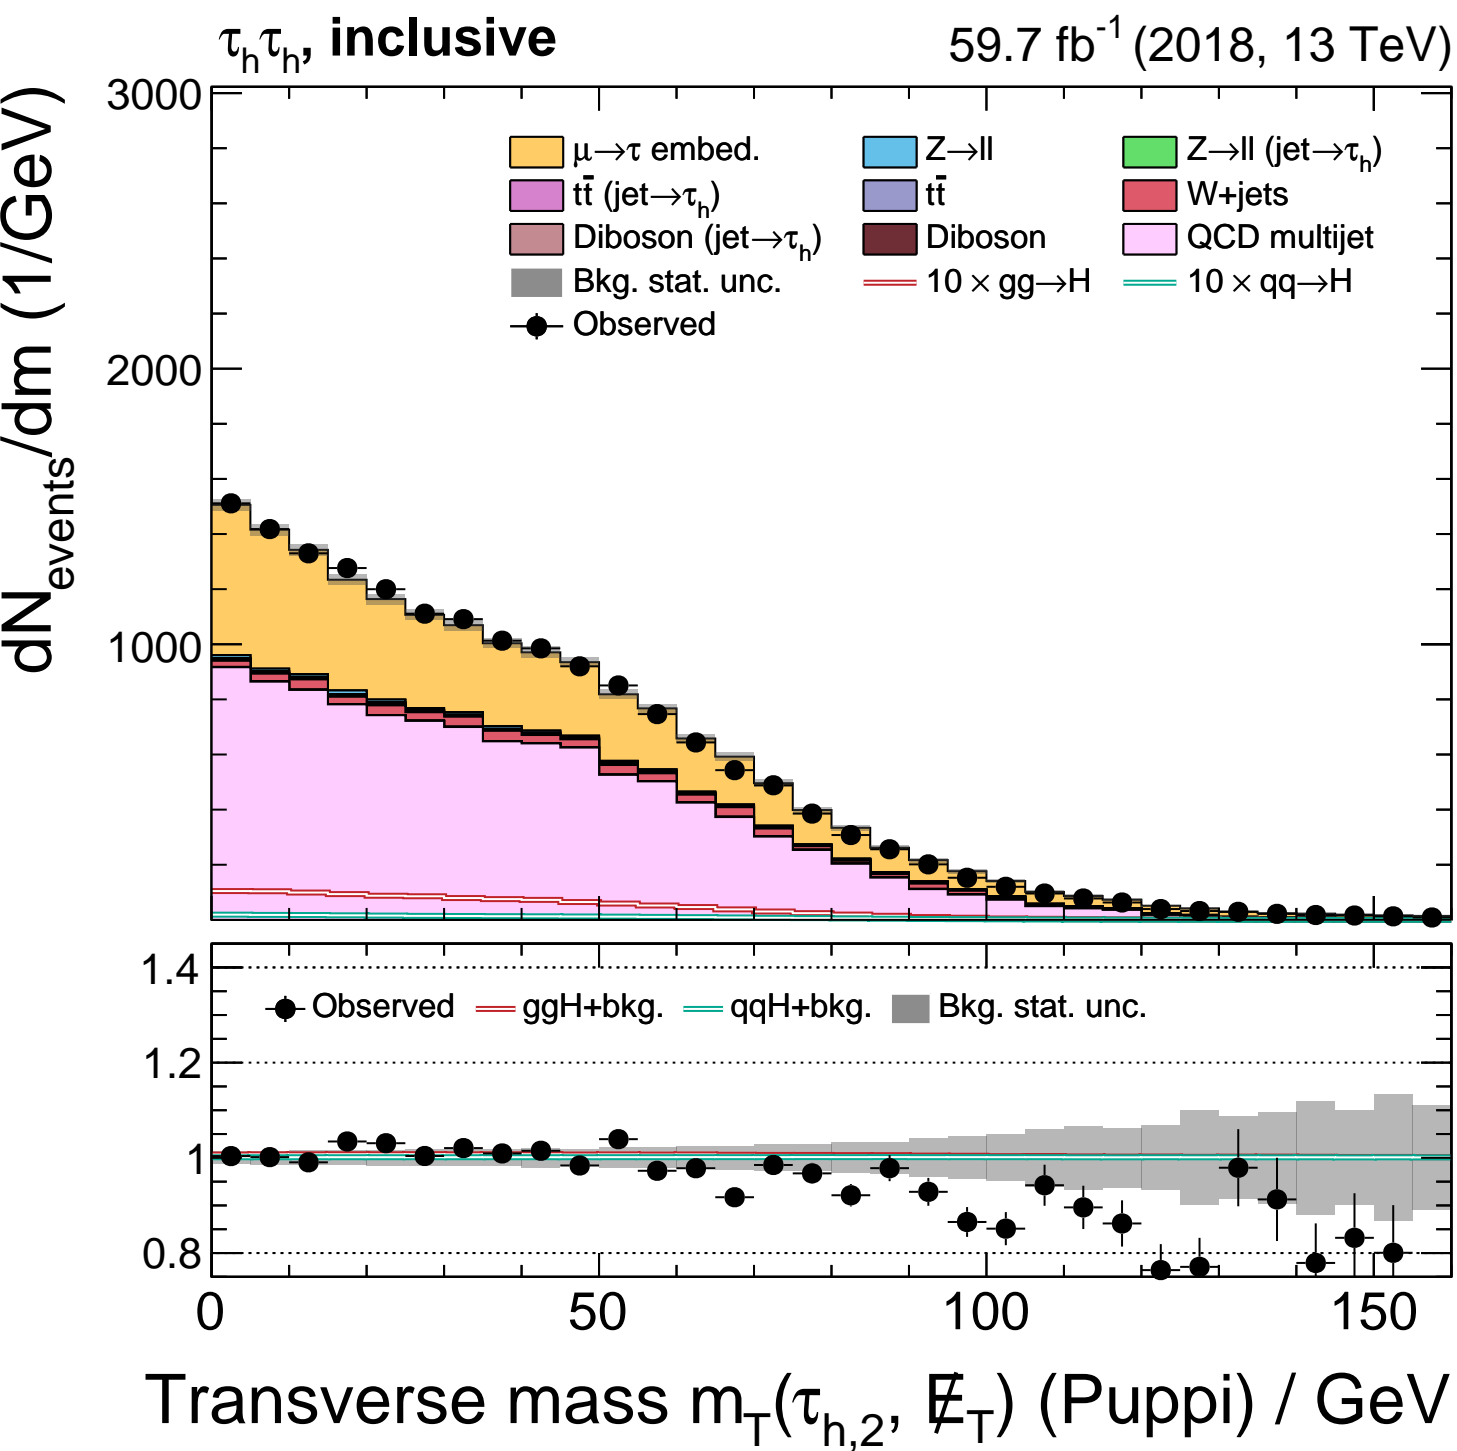 τhτh, inclusive 59.7 fb-1 (2018, 13 TeV)
dNevents/dm (1/GeV)
3000
2000
1000
μ→τ embed. Z→ll Z→ll (jet→τh)
tt̄ (jet→τh) tt̄ W+jets
Diboson (jet→τh) Diboson QCD multijet
Bkg. stat. unc. 10 × gg→H 10 × qq→H
Observed
1.4
1.2
1
0.8
Observed ggH+bkg. qqH+bkg. Bkg. stat. unc.
0 50 100 150
Transverse mass mT(τh,2, E̸T) (Puppi) / GeV